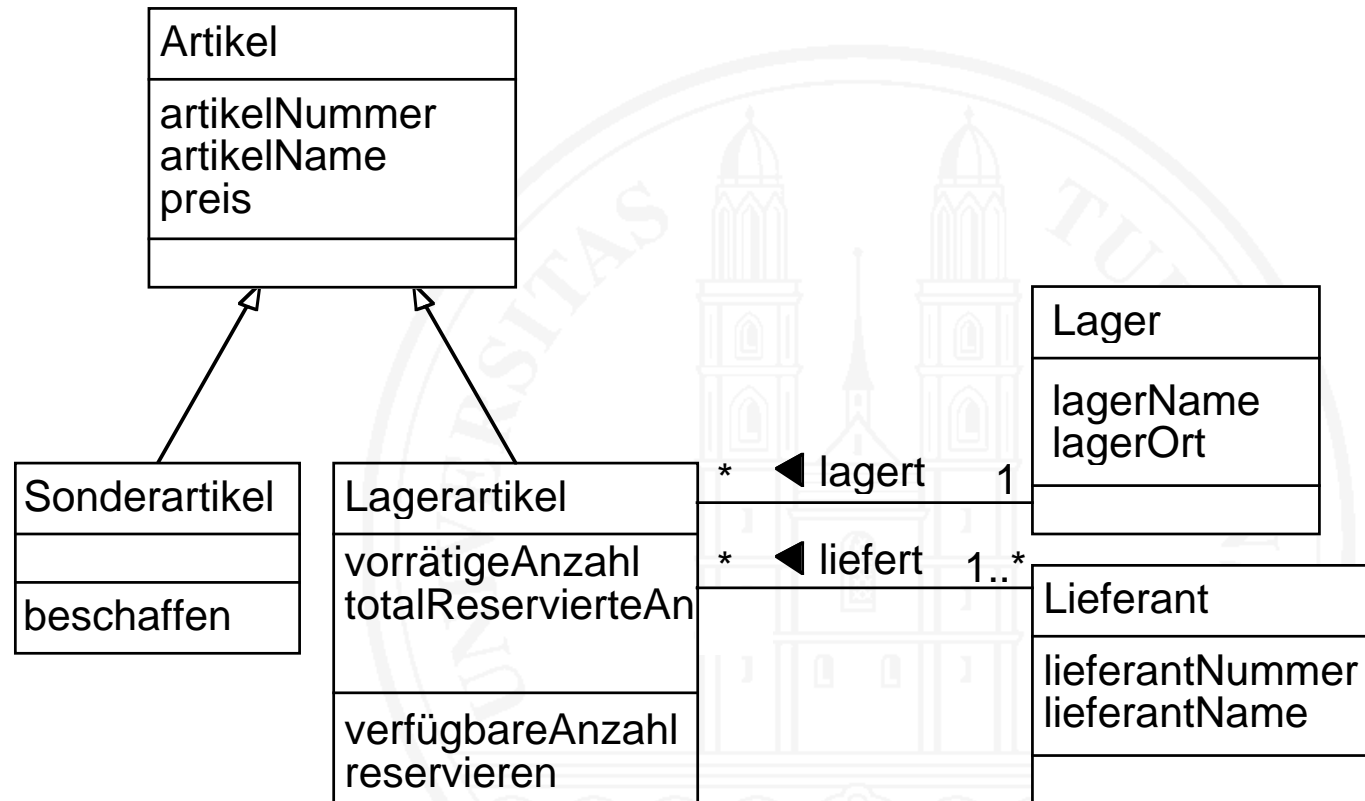 Artikel
artikelNummer
artikelName
preis
Lager
lagerName
lagerOrt
Sonderartikel
beschaffen
Lagerartikel
vorrätigeAnzahl
totalReservierteAn
verfügbareAnzahl
reservieren
* ◀ lagert 1
* ◀ liefert 1..*
Lieferant
lieferantNummer
lieferantName
UNIVERSITAS